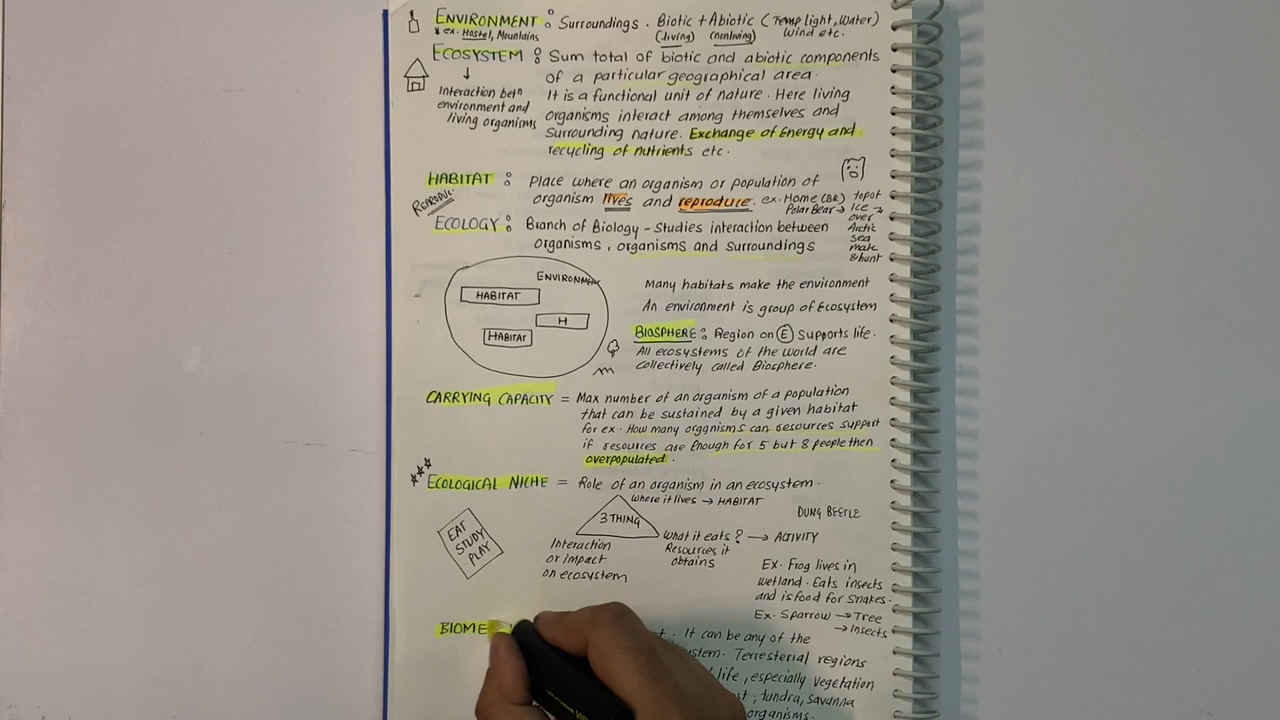 ENVIRONMENT : Surroundings . Biotic + Abiotic ( Temp light, Water)
ex. Hostel, Mountains (living) (nonliving) Wind etc.
ECOSYSTEM : Sum total of biotic and abiotic components
of a particular geographical area.
Interaction betn It is a functional unit of nature . Here living
environment and organisms interact among themselves and
living organisms Surrounding nature. Exchange of Energy and
recycling of nutrients etc.
HABITAT : Place where an organism or population of
organism lives and reproduce. ex. Home (BR)
REPRODUC.
Polar Bear → topof
Ice →
over
Arctic
sea
mate
& hunt
ECOLOGY : Branch of Biology - Studies interaction between
organisms , organisms and surroundings
ENVIRONMENT
HABITAT
H
HABITAT
Many habitats make the environment
An environment is group of Ecosystem
BIOSPHERE : Region on E Supports life.
All ecosystems of the world are
collectively called Biosphere.
CARRYING CAPACITY = Max number of an organism of a population
that can be sustained by a given habitat
for ex. How many organisms can resources support
if resources are Enough for 5 but 8 people then
overpopulated .
ECOLOGICAL NICHE = Role of an organism in an ecosystem .
Where it lives → HABITAT
3 THING
DUNG BEETLE
EAT
STUDY
PLAY
What it eats ? → ACTIVITY
Resources it
obtains
Interaction
or impact
on ecosystem
Ex. Frog lives in
wetland. Eats insects
and is food for snakes.
Ex. Sparrow → Tree
→ Insects
BIOME
. It can be any of the
Terresterial regions
life , especially vegetation
; tundra, savanna
organisms.